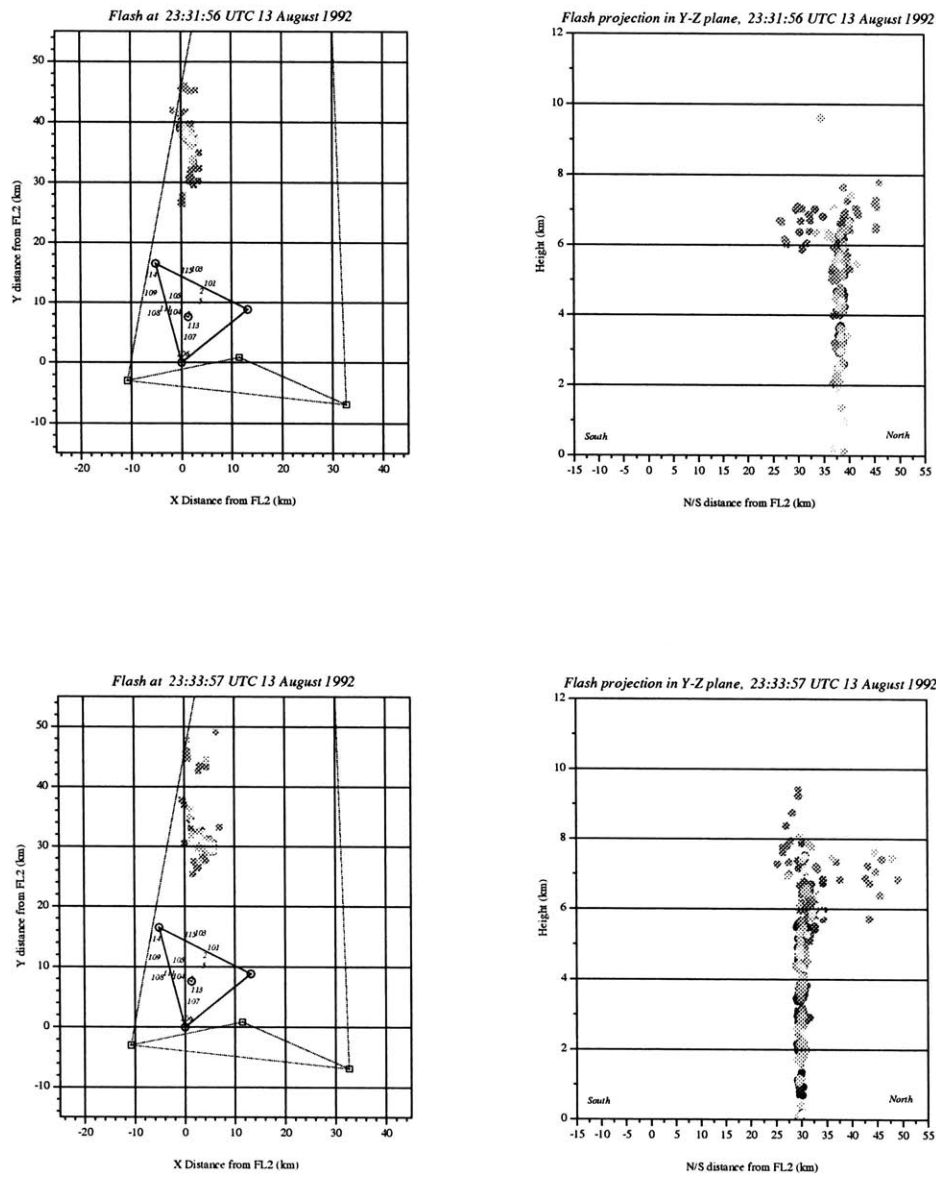 Flash at 23:31:56 UTC 13 August 1992
50
40
30
20
10
0
-10
Y distance from FL2 (km)
14
115 103
101
109
105
2
108
104
113
107
-20 -10 0 10 20 30 40
X Distance from FL2 (km)
Flash projection in Y-Z plane, 23:31:56 UTC 13 August 1992
12
10
8
6
4
2
0
Height (km)
South North
-15 -10 -5 0 5 10 15 20 25 30 35 40 45 50 55
N/S distance from FL2 (km)
Flash at 23:33:57 UTC 13 August 1992
50
40
30
20
10
0
-10
Y distance from FL2 (km)
14
115 103
101
109
105
108
104
113
107
-20 -10 0 10 20 30 40
X Distance from FL2 (km)
Flash projection in Y-Z plane, 23:33:57 UTC 13 August 1992
12
10
8
6
4
2
0
Height (km)
South North
-15 -10 -5 0 5 10 15 20 25 30 35 40 45 50 55
N/S distance from FL2 (km)